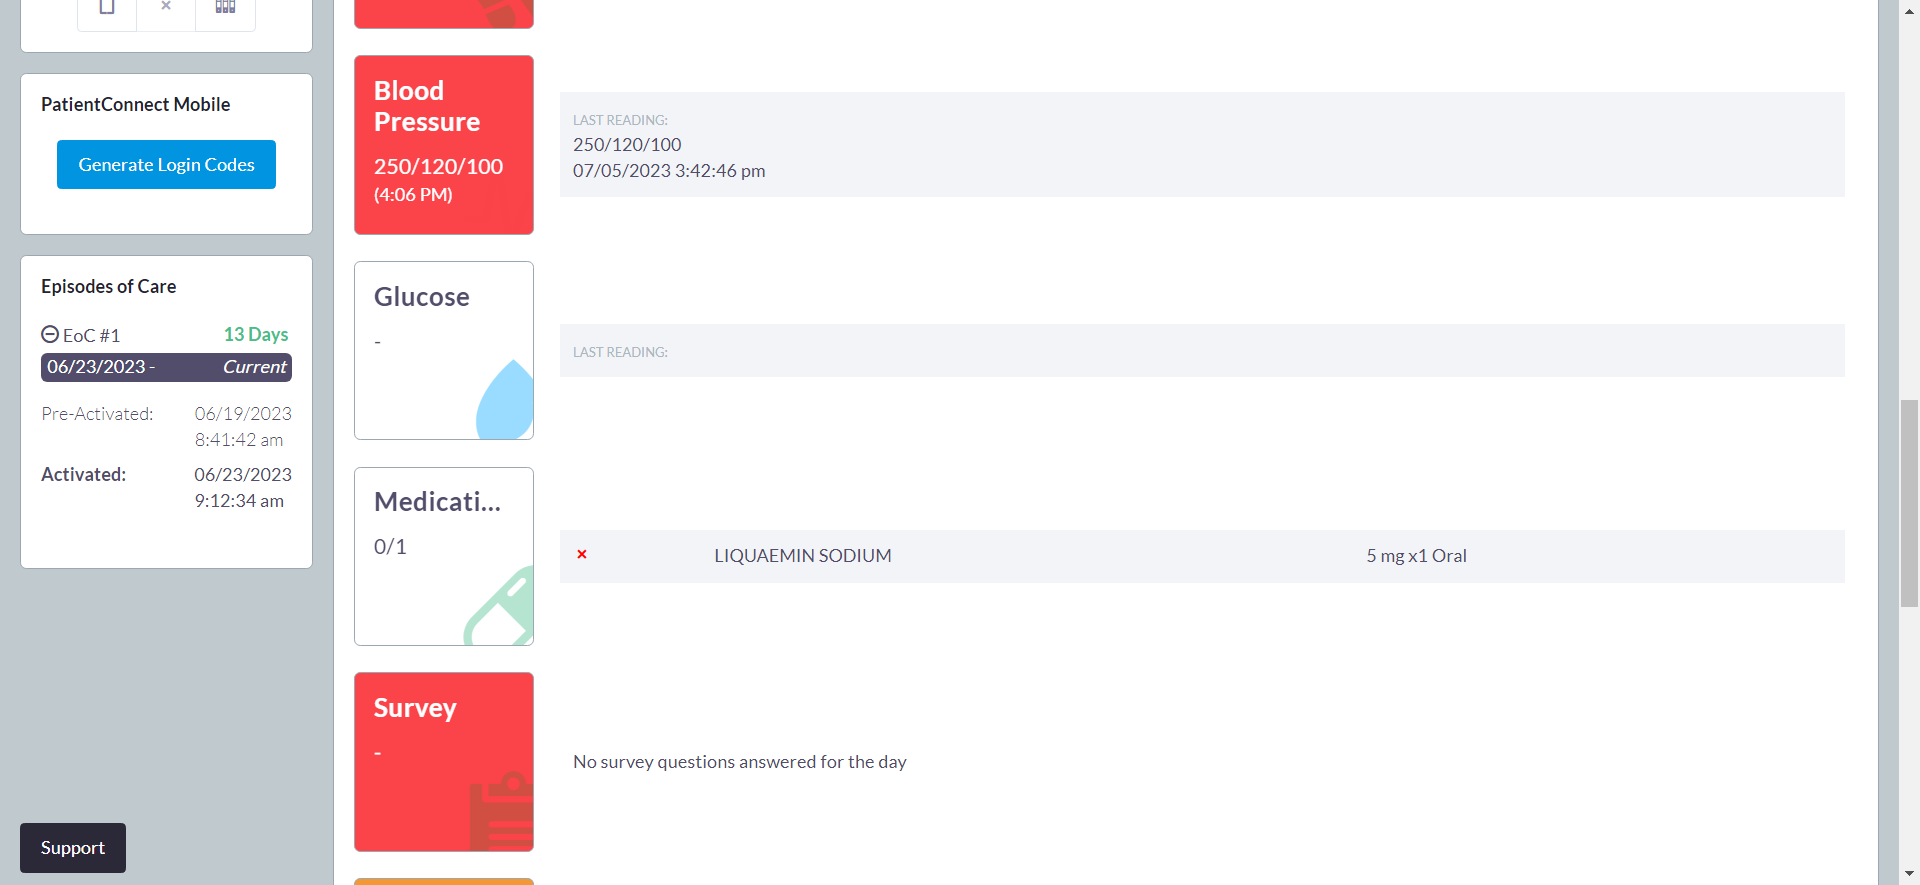 PatientConnect Mobile
Generate Login Codes
Episodes of Care
EoC #1 13 Days
06/23/2023 - Current
Pre-Activated: 06/19/2023
8:41:42 am
Activated: 06/23/2023
9:12:34 am
Support
Blood
Pressure
250/120/100
(4:06 PM)
LAST READING:
250/120/100
07/05/2023 3:42:46 pm
Glucose
-
LAST READING:
Medicati...
0/1
× LIQUAEMIN SODIUM 5 mg x1 Oral
Survey
-
No survey questions answered for the day